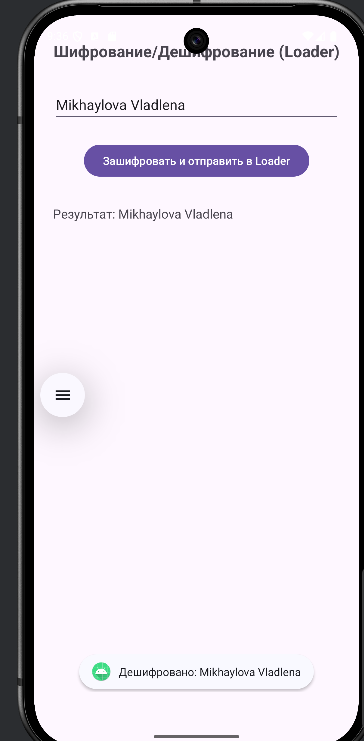 Шифрование/Дешифрование (Loader)
Mikhaylova Vladlena
Зашифровать и отправить в Loader
Результат: Mikhaylova Vladlena
Дешифровано: Mikhaylova Vladlena